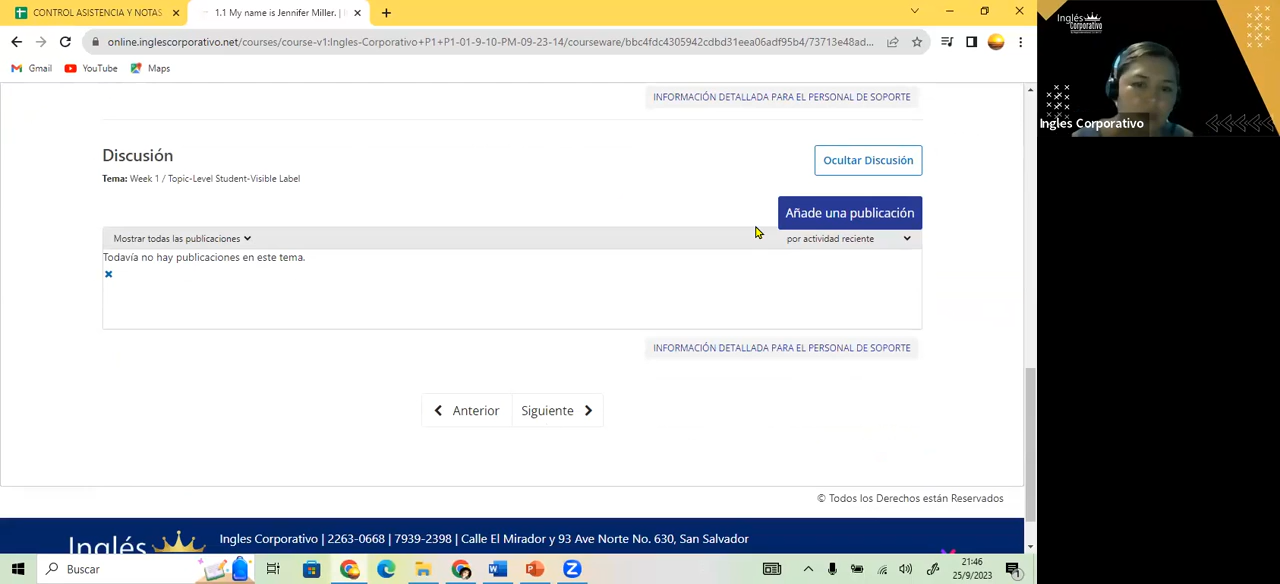 CONTROL ASISTENCIA Y NOTAS
1.1 My name is Jennifer Miller. |
online.inglescorporativo.net/courses/course-v1:Ingles-Corporativo+P1+P1-01-9-10-PM-09-23-14/courseware/bbc4fdc4305942cdbd31eea06adf95b4/73713e48ad...
Gmail YouTube Maps
INFORMACIÓN DETALLADA PARA EL PERSONAL DE SOPORTE
Discusión
Ocultar Discusión
Tema: Week 1 / Topic-Level Student-Visible Label
Añade una publicación
Mostrar todas las publicaciones por actividad reciente
Todavía no hay publicaciones en este tema.
INFORMACIÓN DETALLADA PARA EL PERSONAL DE SOPORTE
Anterior Siguiente
© Todos los Derechos están Reservados
Inglés
Ingles Corporativo | 2263-0668 | 7939-2398 | Calle El Mirador y 93 Ave Norte No. 630, San Salvador
Buscar
21:46
25/9/2023
1
Inglés
Corporativo
Ingles Corporativo